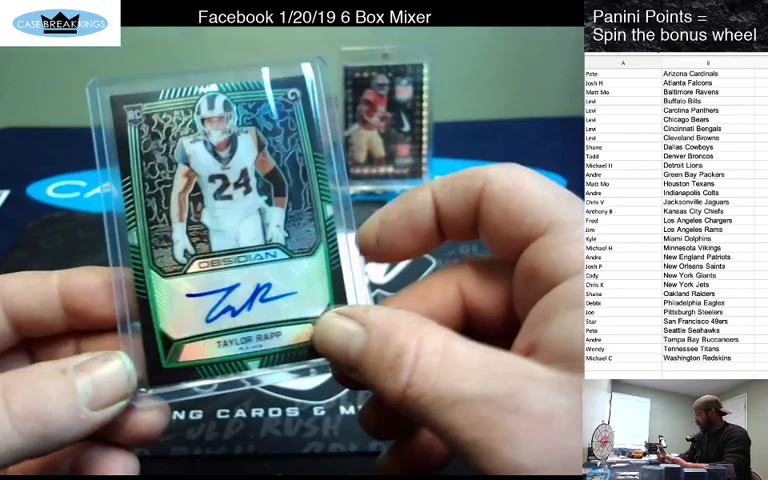 CASE BREAK KINGS
Facebook 1/20/19 6 Box Mixer
Panini Points =
Spin the bonus wheel
A B
Pete Arizona Cardinals
Josh H Atlanta Falcons
Matt Mo Baltimore Ravens
Levi Buffalo Bills
Levi Carolina Panthers
Levi Chicago Bears
Levi Cincinnati Bengals
Levi Cleveland Browns
Shane Dallas Cowboys
Todd Denver Broncos
Michael H Detroit Lions
Andre Green Bay Packers
Matt Mo Houston Texans
Andre Indianapolis Colts
Chris V Jacksonville Jaguars
Anthony B Kansas City Chiefs
Fred Los Angeles Chargers
Jim Los Angeles Rams
Kyle Miami Dolphins
Michael H Minnesota Vikings
Andre New England Patriots
Josh P New Orleans Saints
Cody New York Giants
Chris K New York Jets
Shane Oakland Raiders
Debbi Philadelphia Eagles
Joe Pittsburgh Steelers
Star San Francisco 49ers
Pete Seattle Seahawks
Andre Tampa Bay Buccaneers
Wendy Tennessee Titans
Michael C Washington Redskins
RC
24
OBSIDIAN
TAYLOR RAPP
NG CARDS & M